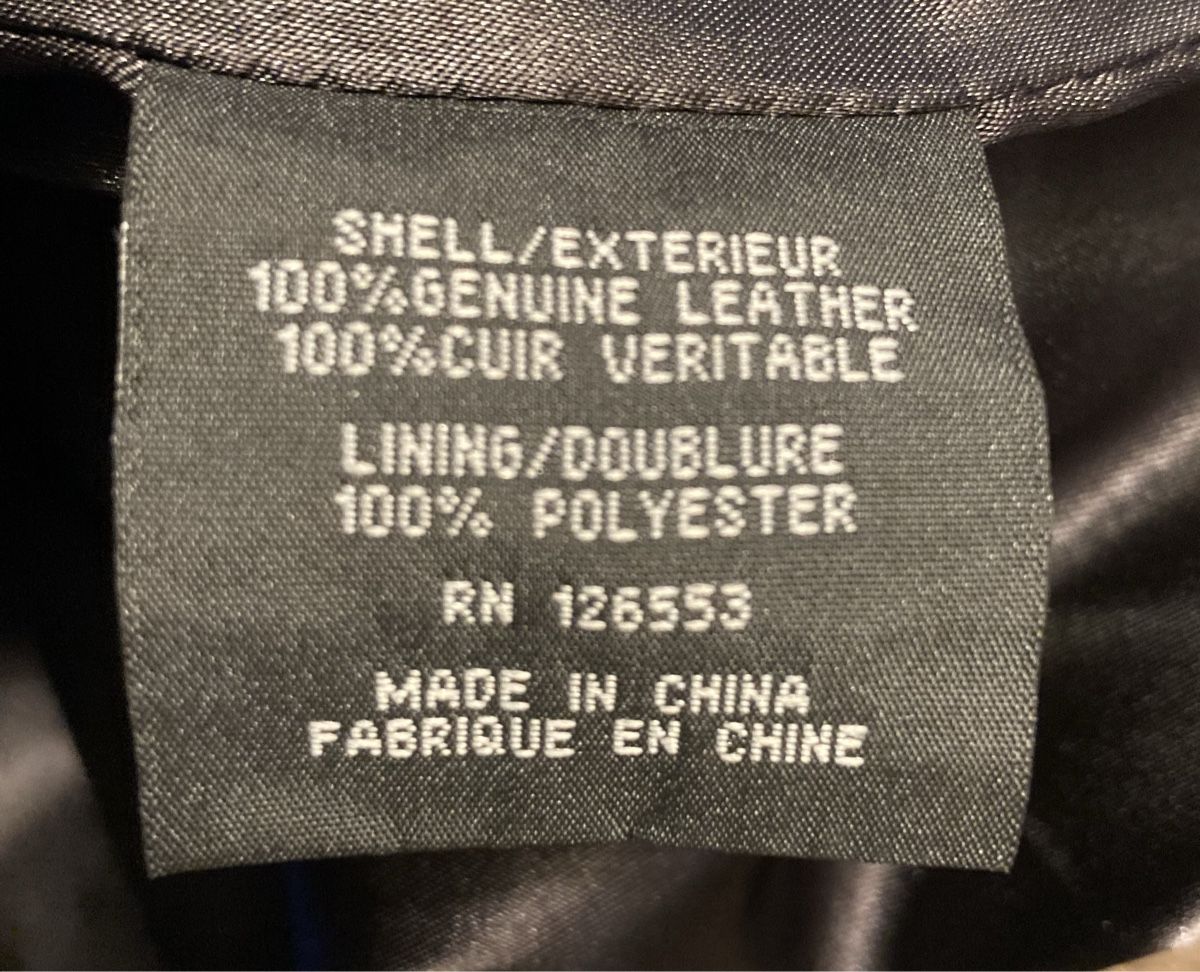 SHELL/EXTERIEUR
100%GENUINE LEATHER
100%CUIR VERITABLE
LINING/DOUBLURE
100% POLYESTER
RN 126553
MADE IN CHINA
FABRIQUE EN CHINE